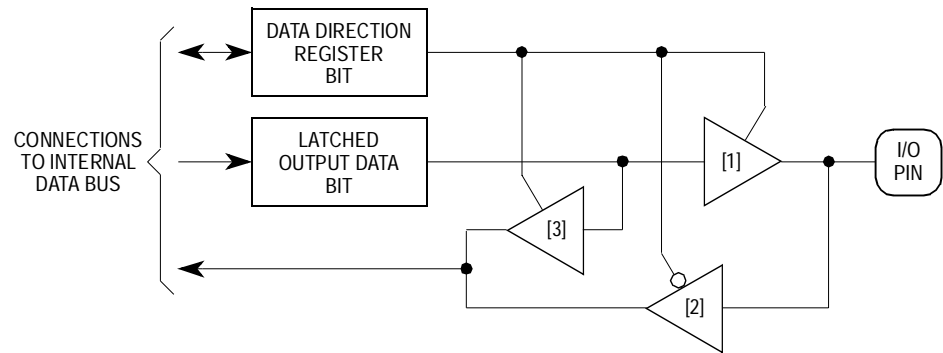 DATA DIRECTION
REGISTER
BIT
CONNECTIONS
TO INTERNAL
DATA BUS
LATCHED
OUTPUT DATA
BIT
[1]
I/O
PIN
[3]
[2]